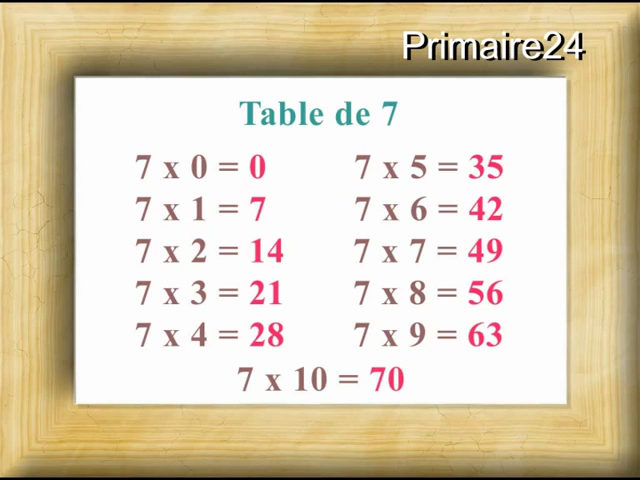 Primaire24
Table de 7
7 x 0 = 0
7 x 1 = 7
7 x 2 = 14
7 x 3 = 21
7 x 4 = 28
7 x 5 = 35
7 x 6 = 42
7 x 7 = 49
7 x 8 = 56
7 x 9 = 63
7 x 10 = 70